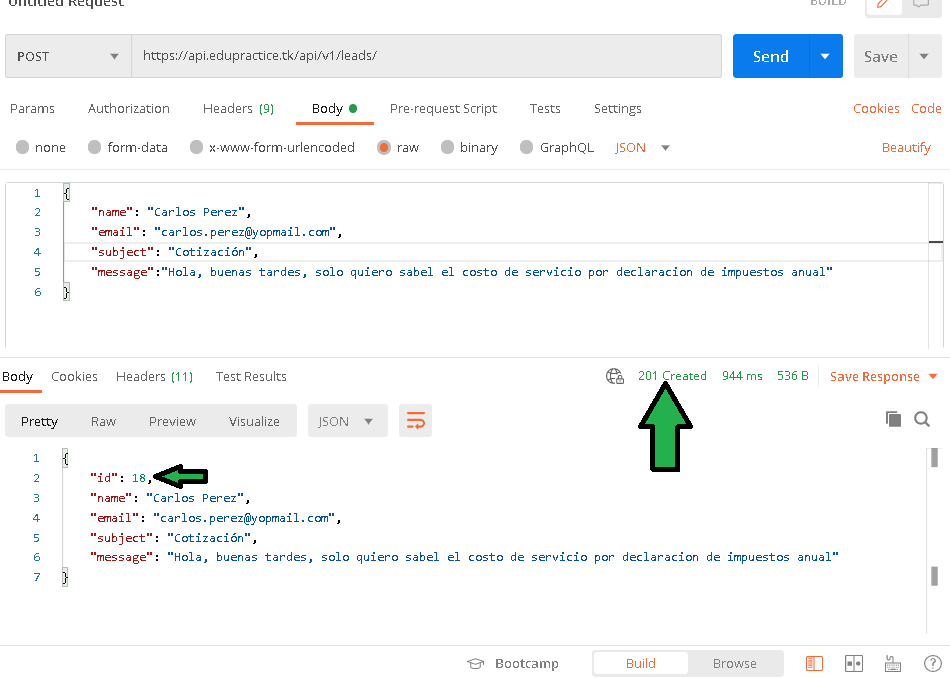 Untitled Request BUILD
POST https://api.edupractice.tk/api/v1/leads/ Send Save
Params Authorization Headers (9) Body Pre-request Script Tests Settings Cookies Code
none form-data x-www-form-urlencoded raw binary GraphQL JSON Beautify
1 {
2 "name": "Carlos Perez",
3 "email": "carlos.perez@yopmail.com",
4 "subject": "Cotización",
5 "message":"Hola, buenas tardes, solo quiero sabel el costo de servicio por declaracion de impuestos anual"
6 }
Body Cookies Headers (11) Test Results 201 Created 944 ms 536 B Save Response
Pretty Raw Preview Visualize JSON
1 {
2 "id": 18,
3 "name": "Carlos Perez",
4 "email": "carlos.perez@yopmail.com",
5 "subject": "Cotización",
6 "message": "Hola, buenas tardes, solo quiero sabel el costo de servicio por declaracion de impuestos anual"
7 }
Bootcamp Build Browse ?